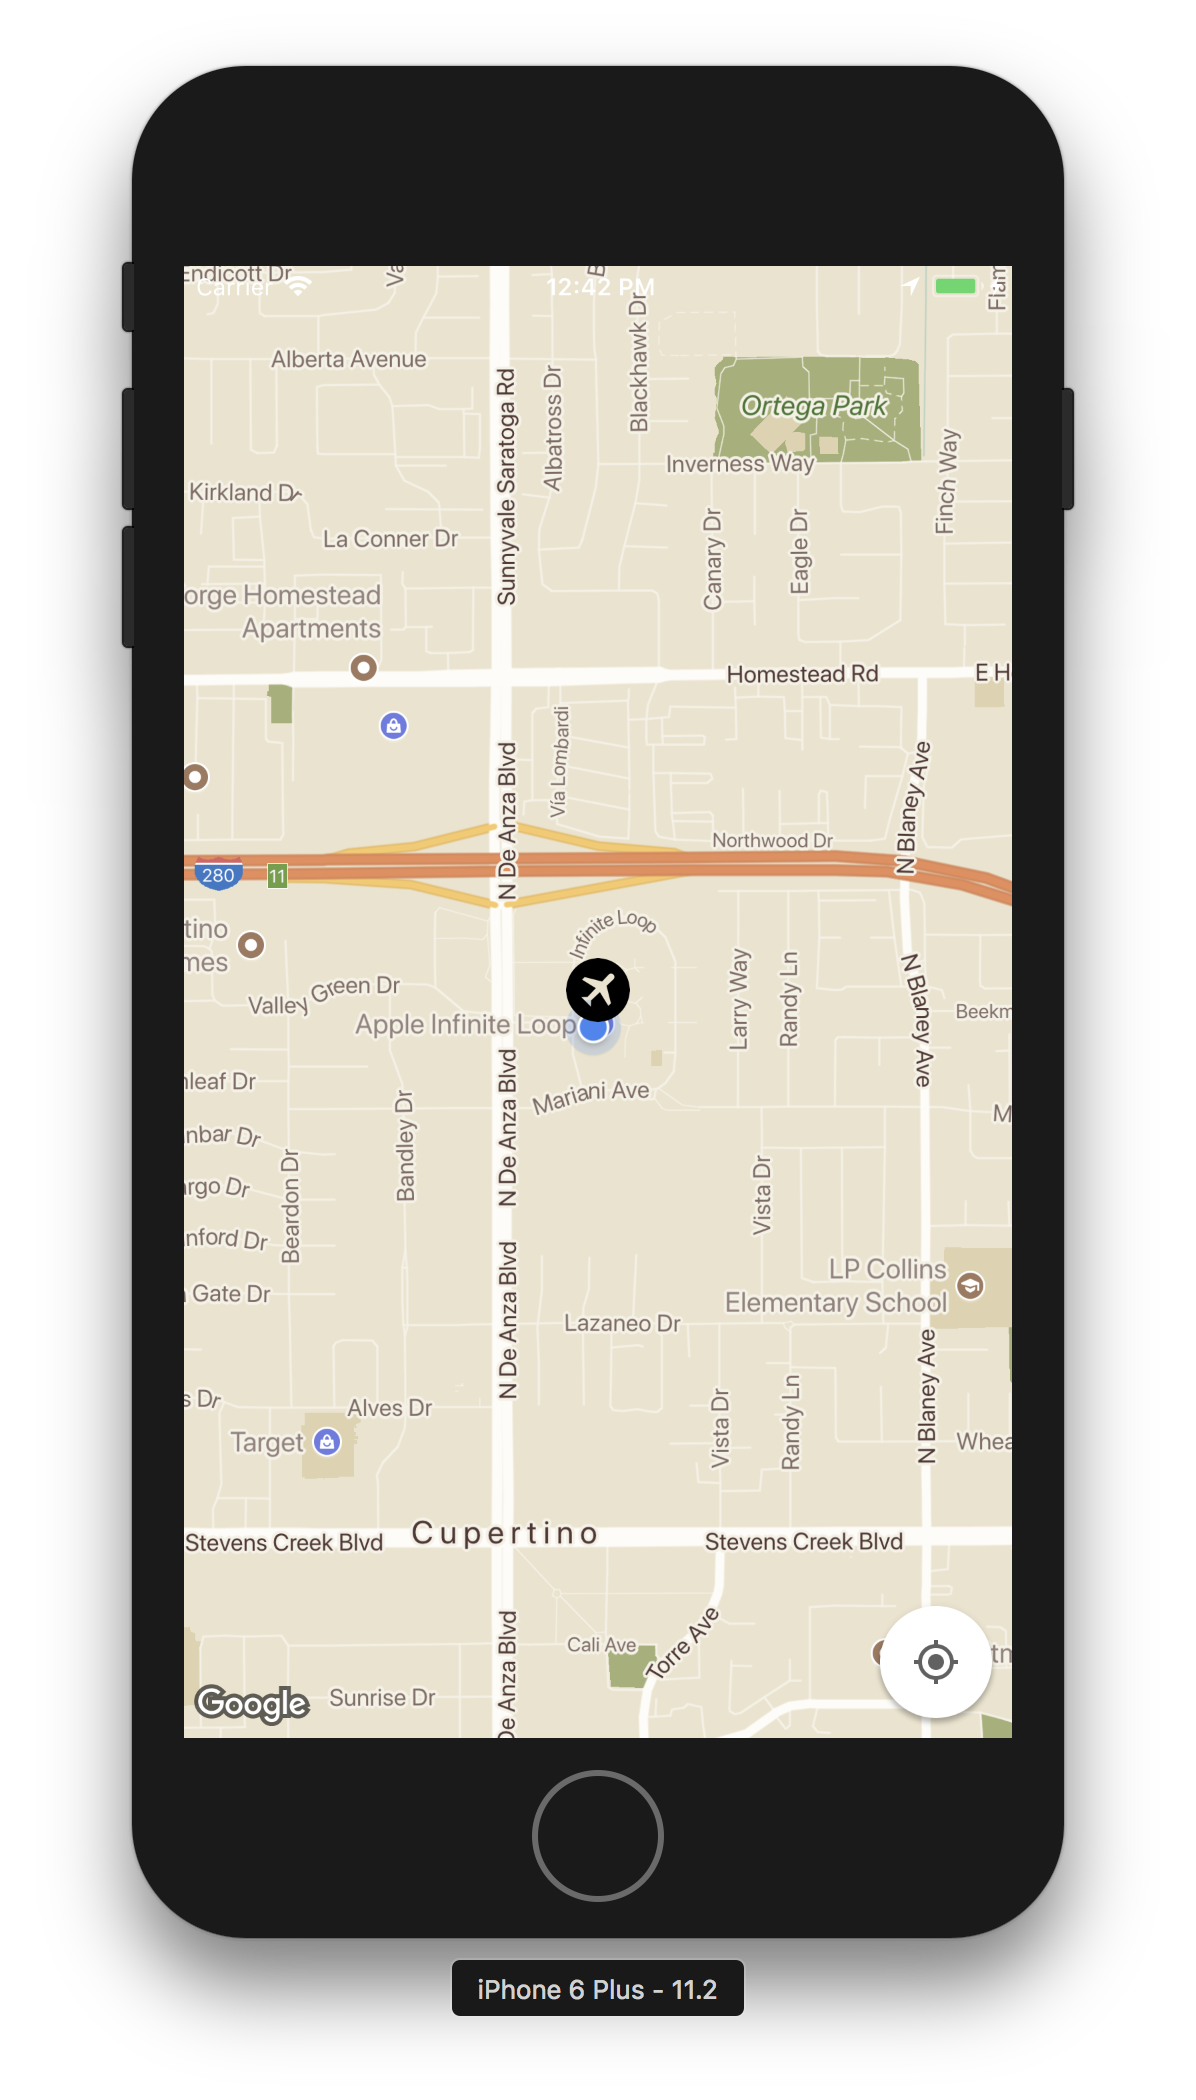 Endicott Dr
Carrier
12:42 PM
Va
B
Flam
Alberta Avenue
Sunnyvale Saratoga Rd
Albatross Dr
Blackhawk Dr
Ortega Park
Inverness Way
Finch Way
Kirkland Dr
La Conner Dr
Canary Dr
Eagle Dr
orge Homestead
Apartments
Homestead Rd
E H
N De Anza Blvd
Vía Lombardi
N Blaney Ave
Northwood Dr
280
11
tino
mes
Infinite Loop
Larry Way
Randy Ln
N Blaney Ave
Valley Green Dr
Apple Infinite Loop
Beekm
nleaf Dr
N De Anza Blvd
Mariani Ave
Bandley Dr
M
nbar Dr
Beardon Dr
Vista Dr
rgo Dr
nford Dr
Gate Dr
N De Anza Blvd
LP Collins
Elementary School
Lazaneo Dr
N Blaney Ave
s Dr
Alves Dr
Vista Dr
Randy Ln
Target
Whea
Cupertino
Stevens Creek Blvd
Stevens Creek Blvd
De Anza Blvd
Cali Ave
Torre Ave
tm
Google
Sunrise Dr
iPhone 6 Plus - 11.2